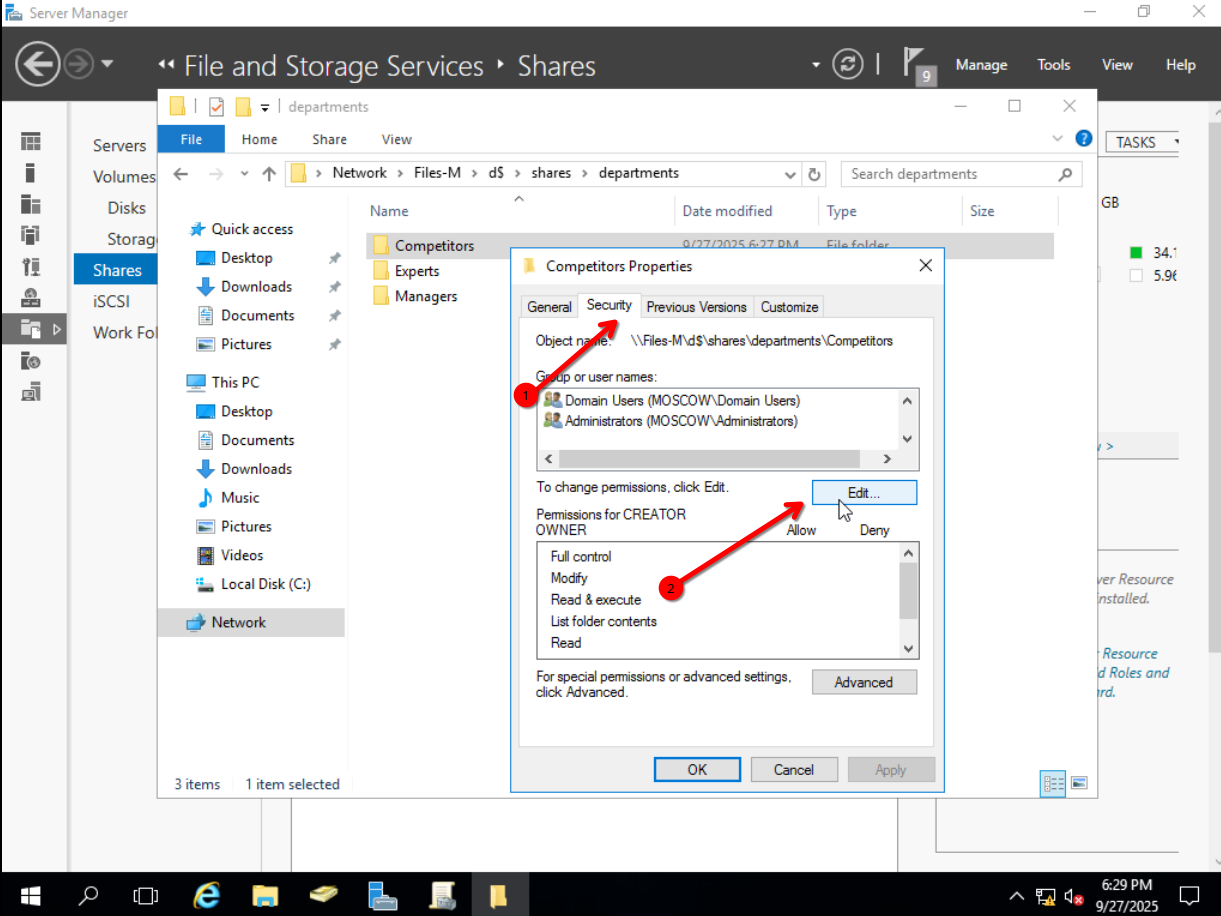 Server Manager
File and Storage Services
Shares
9
Manage
Tools
View
Help
departments
File
Home
Share
View
?
TASKS
Network
Files-M
d$
shares
departments
Search departments
Servers
Volumes
Disks
Storag
Shares
iSCSI
Work Fol
Quick access
Desktop
Downloads
Documents
Pictures
This PC
Desktop
Documents
Downloads
Music
Pictures
Videos
Local Disk (C:)
Network
Name
Date modified
Type
Size
Competitors
9/27/2025 6:27 PM
File folder
Experts
Managers
Competitors Properties
General
Security
Previous Versions
Customize
Object name: \\Files-M\d$\shares\departments\Competitors
Group or user names:
1
Domain Users (MOSCOW\Domain Users)
Administrators (MOSCOW\Administrators)
To change permissions, click Edit.
Edit...
Permissions for CREATOR
OWNER
Allow
Deny
Full control
Modify
2
Read & execute
List folder contents
Read
For special permissions or advanced settings,
click Advanced.
Advanced
OK
Cancel
Apply
GB
34.1
5.96
>
ver Resource
installed.
Resource
d Roles and
rd.
3 items
1 item selected
6:29 PM
9/27/2025